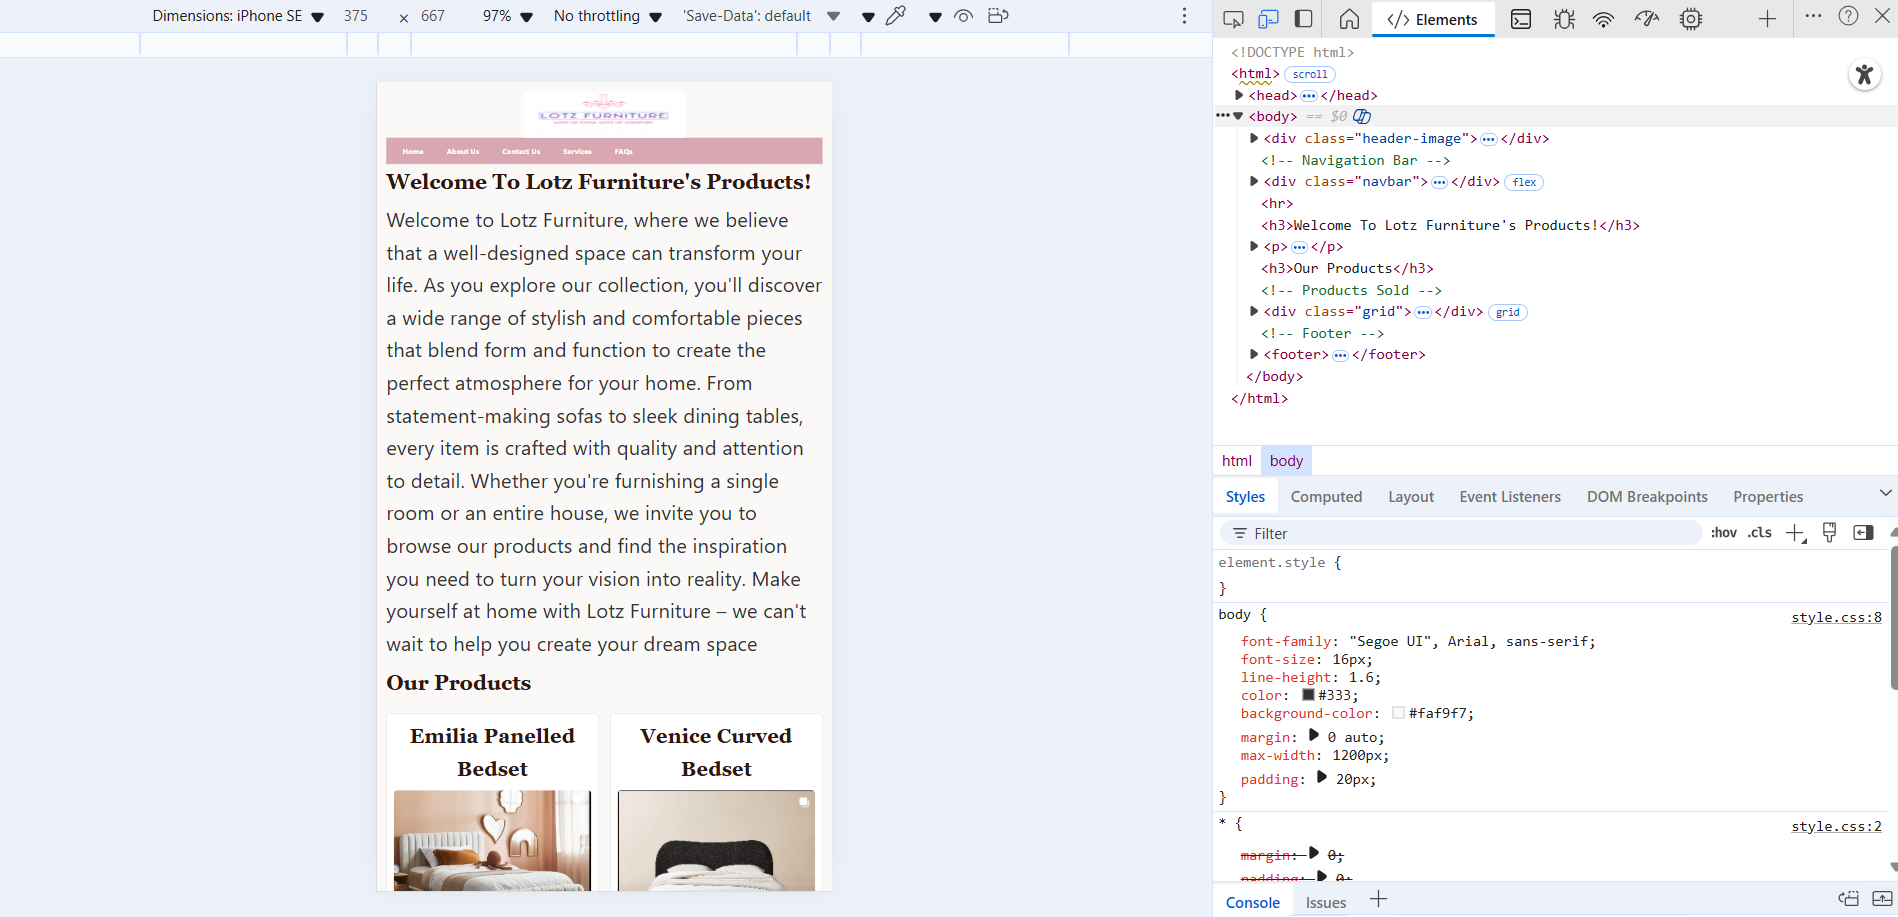 Dimensions: iPhone SE 375 × 667 97% No throttling 'Save-Data': default
LOTZ FURNITURE
Home About Us Contact Us Services FAQs
Welcome To Lotz Furniture's Products!
Welcome to Lotz Furniture, where we believe
that a well-designed space can transform your
life. As you explore our collection, you'll discover
a wide range of stylish and comfortable pieces
that blend form and function to create the
perfect atmosphere for your home. From
statement-making sofas to sleek dining tables,
every item is crafted with quality and attention
to detail. Whether you're furnishing a single
room or an entire house, we invite you to
browse our products and find the inspiration
you need to turn your vision into reality. Make
yourself at home with Lotz Furniture – we can't
wait to help you create your dream space
Our Products
Emilia Panelled
Bedset
Venice Curved
Bedset
</> Elements
<!DOCTYPE html>
<html> scroll
<head> ••• </head>
••• <body> == $0
<div class="header-image"> ••• </div>
<!-- Navigation Bar -->
<div class="navbar"> ••• </div> flex
<hr>
<h3>Welcome To Lotz Furniture's Products!</h3>
<p> ••• </p>
<h3>Our Products</h3>
<!-- Products Sold -->
<div class="grid"> ••• </div> grid
<!-- Footer -->
<footer> ••• </footer>
</body>
</html>
html body
Styles Computed Layout Event Listeners DOM Breakpoints Properties
Filter :hov .cls
element.style {
}
body { style.css:8
font-family: "Segoe UI", Arial, sans-serif;
font-size: 16px;
line-height: 1.6;
color: #333;
background-color: #faf9f7;
margin: 0 auto;
max-width: 1200px;
padding: 20px;
}
* { style.css:2
margin: 0;
padding: 0;
Console Issues